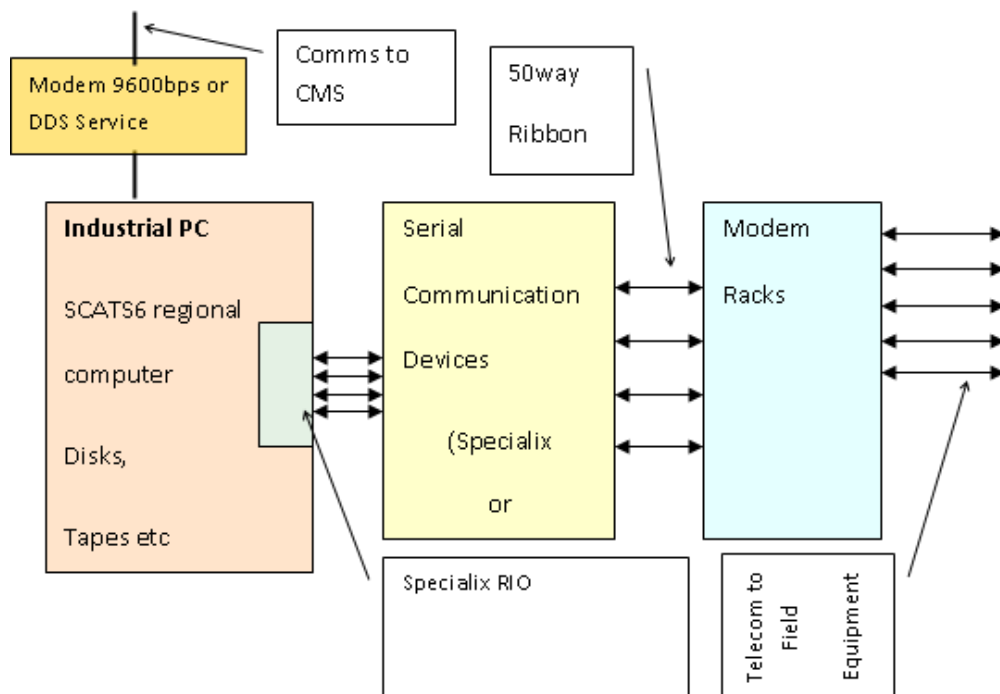 Comms to
CMS
Modem 9600bps or
DDS Service
50way
Ribbon
Industrial PC
SCATS6 regional
computer
Disks,
Tapes etc
Serial
Communication
Devices
(Specialix
or
Modem
Racks
Specialix RIO
Telecom to
Field
Equipment